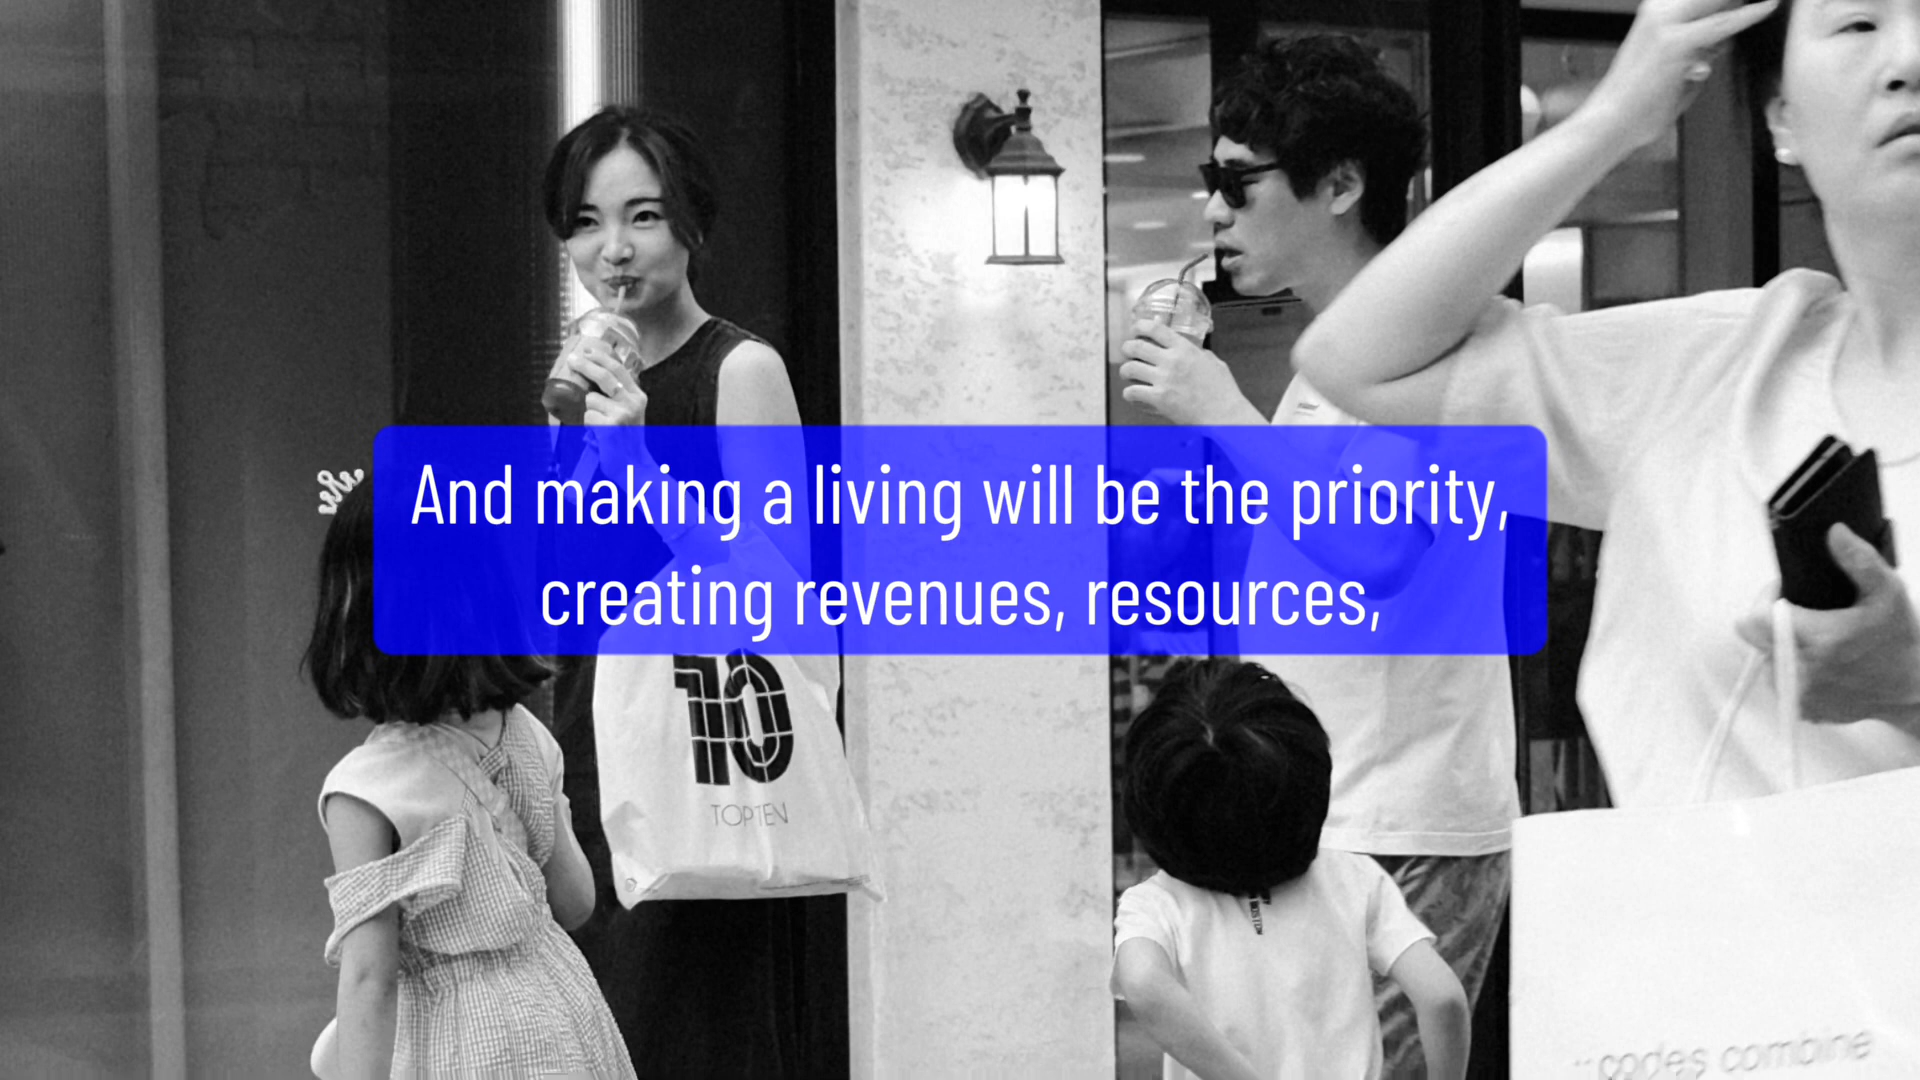 And making a living will be the priority,
creating revenues, resources,
10
TOPTEN
codes combine